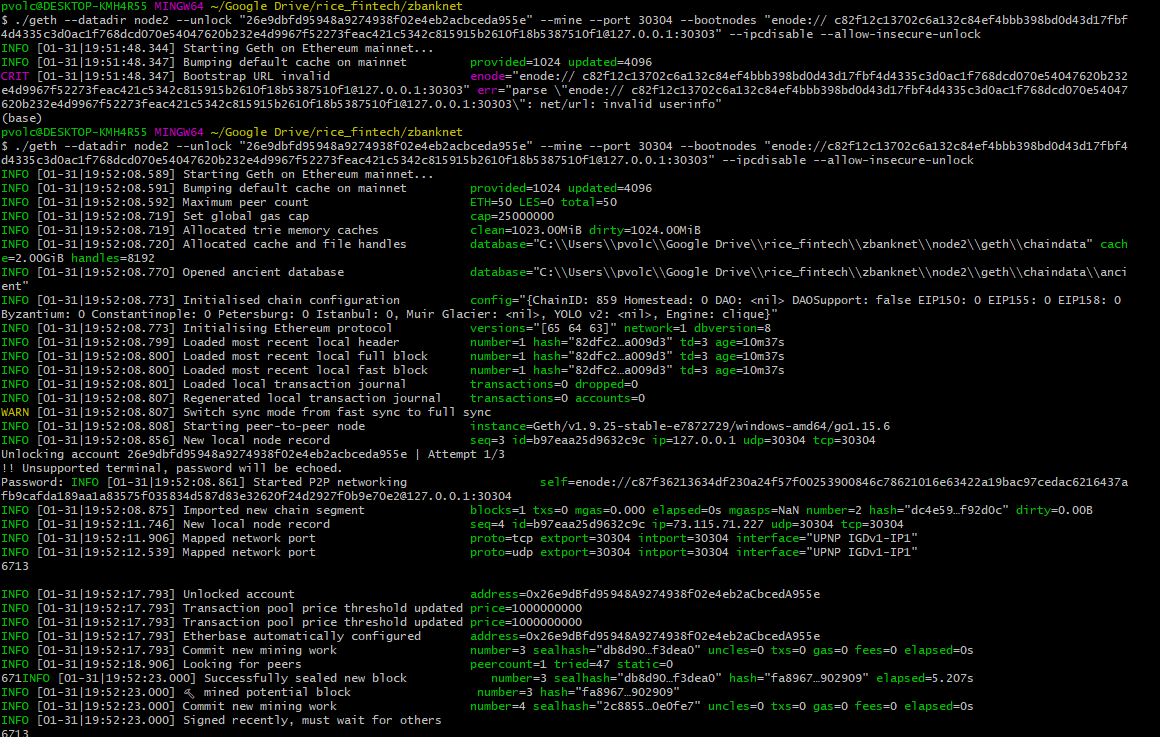 pvolc@DESKTOP-KMH4R55 MINGW64 ~/Google Drive/rice_fintech/zbanknet
$ ./geth --datadir node2 --unlock "26e9dbfd95948a9274938f02e4eb2acbceda955e" --mine --port 30304 --bootnodes "enode:// c82f12c13702c6a132c84ef4bbb398bd0d43d17fbf
4d4335c3d0ac1f768dcd070e54047620b232e4d9967f52273feac421c5342c815915b2610f18b5387510f1@127.0.0.1:30303" --ipcdisable --allow-insecure-unlock
INFO [01-31|19:51:48.344] Starting Geth on Ethereum mainnet...
INFO [01-31|19:51:48.347] Bumping default cache on mainnet provided=1024 updated=4096
CRIT [01-31|19:51:48.347] Bootstrap URL invalid enode="enode:// c82f12c13702c6a132c84ef4bbb398bd0d43d17fbf4d4335c3d0ac1f768dcd070e54047620b232
e4d9967f52273feac421c5342c815915b2610f18b5387510f1@127.0.0.1:30303" err="parse \"enode:// c82f12c13702c6a132c84ef4bbb398bd0d43d17fbf4d4335c3d0ac1f768dcd070e54047
620b232e4d9967f52273feac421c5342c815915b2610f18b5387510f1@127.0.0.1:30303\": net/url: invalid userinfo"
(base)
pvolc@DESKTOP-KMH4R55 MINGW64 ~/Google Drive/rice_fintech/zbanknet
$ ./geth --datadir node2 --unlock "26e9dbfd95948a9274938f02e4eb2acbceda955e" --mine --port 30304 --bootnodes "enode://c82f12c13702c6a132c84ef4bbb398bd0d43d17fbf4
d4335c3d0ac1f768dcd070e54047620b232e4d9967f52273feac421c5342c815915b2610f18b5387510f1@127.0.0.1:30303" --ipcdisable --allow-insecure-unlock
INFO [01-31|19:52:08.589] Starting Geth on Ethereum mainnet...
INFO [01-31|19:52:08.591] Bumping default cache on mainnet provided=1024 updated=4096
INFO [01-31|19:52:08.592] Maximum peer count ETH=50 LES=0 total=50
INFO [01-31|19:52:08.719] Set global gas cap cap=25000000
INFO [01-31|19:52:08.719] Allocated trie memory caches clean=1023.00MiB dirty=1024.00MiB
INFO [01-31|19:52:08.720] Allocated cache and file handles database="C:\\Users\\pvolc\\Google Drive\\rice_fintech\\zbanknet\\node2\\geth\\chaindata" cach
e=2.00GiB handles=8192
INFO [01-31|19:52:08.770] Opened ancient database database="C:\\Users\\pvolc\\Google Drive\\rice_fintech\\zbanknet\\node2\\geth\\chaindata\\anci
ent"
INFO [01-31|19:52:08.773] Initialised chain configuration config="{ChainID: 859 Homestead: 0 DAO: <nil> DAOSupport: false EIP150: 0 EIP155: 0 EIP158: 0
Byzantium: 0 Constantinople: 0 Petersburg: 0 Istanbul: 0, Muir Glacier: <nil>, YOLO v2: <nil>, Engine: clique}"
INFO [01-31|19:52:08.773] Initialising Ethereum protocol versions="[65 64 63]" network=1 dbversion=8
INFO [01-31|19:52:08.799] Loaded most recent local header number=1 hash="82dfc2…a009d3" td=3 age=10m37s
INFO [01-31|19:52:08.800] Loaded most recent local full block number=1 hash="82dfc2…a009d3" td=3 age=10m37s
INFO [01-31|19:52:08.800] Loaded most recent local fast block number=1 hash="82dfc2…a009d3" td=3 age=10m37s
INFO [01-31|19:52:08.801] Loaded local transaction journal transactions=0 dropped=0
INFO [01-31|19:52:08.807] Regenerated local transaction journal transactions=0 accounts=0
WARN [01-31|19:52:08.807] Switch sync mode from fast sync to full sync
INFO [01-31|19:52:08.808] Starting peer-to-peer node instance=Geth/v1.9.25-stable-e7872729/windows-amd64/go1.15.6
INFO [01-31|19:52:08.856] New local node record seq=3 id=b97eaa25d9632c9c ip=127.0.0.1 udp=30304 tcp=30304
Unlocking account 26e9dbfd95948a9274938f02e4eb2acbceda955e | Attempt 1/3
!! Unsupported terminal, password will be echoed.
Password: INFO [01-31|19:52:08.861] Started P2P networking self=enode://c87f36213634df230a24f57f00253900846c78621016e63422a19bac97cedac6216437a
fb9cafda189aa1a83575f035834d587d83e32620f24d2927f0b9e70e2@127.0.0.1:30304
INFO [01-31|19:52:08.875] Imported new chain segment blocks=1 txs=0 mgas=0.000 elapsed=0s mgasps=NaN number=2 hash="dc4e59…f92d0c" dirty=0.00B
INFO [01-31|19:52:11.746] New local node record seq=4 id=b97eaa25d9632c9c ip=73.115.71.227 udp=30304 tcp=30304
INFO [01-31|19:52:11.906] Mapped network port proto=tcp extport=30304 intport=30304 interface="UPNP IGDv1-IP1"
INFO [01-31|19:52:12.539] Mapped network port proto=udp extport=30304 intport=30304 interface="UPNP IGDv1-IP1"
6713
INFO [01-31|19:52:17.793] Unlocked account address=0x26e9dBfd95948A9274938f02e4eb2aCbcedA955e
INFO [01-31|19:52:17.793] Transaction pool price threshold updated price=1000000000
INFO [01-31|19:52:17.793] Transaction pool price threshold updated price=1000000000
INFO [01-31|19:52:17.793] Etherbase automatically configured address=0x26e9dBfd95948A9274938f02e4eb2aCbcedA955e
INFO [01-31|19:52:17.793] Commit new mining work number=3 sealhash="db8d90…f3dea0" uncles=0 txs=0 gas=0 fees=0 elapsed=0s
INFO [01-31|19:52:18.906] Looking for peers peercount=1 tried=47 static=0
671INFO [01-31|19:52:23.000] Successfully sealed new block number=3 sealhash="db8d90…f3dea0" hash="fa8967…902909" elapsed=5.207s
INFO [01-31|19:52:23.000] 🔨 mined potential block number=3 hash="fa8967…902909"
INFO [01-31|19:52:23.000] Commit new mining work number=4 sealhash="2c8855…0e0fe7" uncles=0 txs=0 gas=0 fees=0 elapsed=0s
INFO [01-31|19:52:23.000] Signed recently, must wait for others
6713